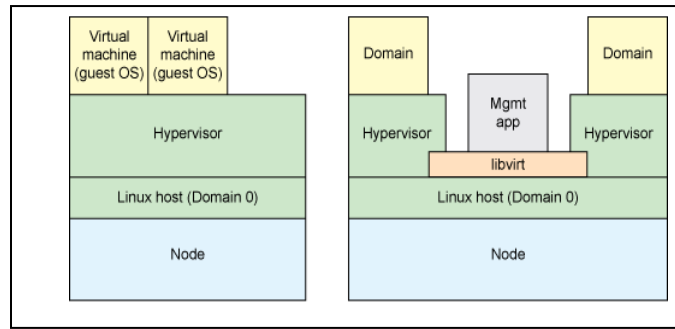 Virtual
machine
(guest OS)
Virtual
machine
(guest OS)
Hypervisor
Linux host (Domain 0)
Node
Domain
Domain
Mgmt
app
Hypervisor
Hypervisor
libvirt
Linux host (Domain 0)
Node